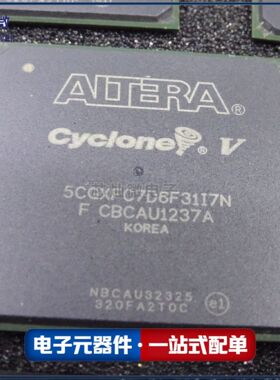 ALTERA®
Cyclone® V
5CGXFC7D6F31I7N
F CBCAU1237A
KOREA
NBCAU32325
320FA2T0C
e1
电子元器件·一站式配单